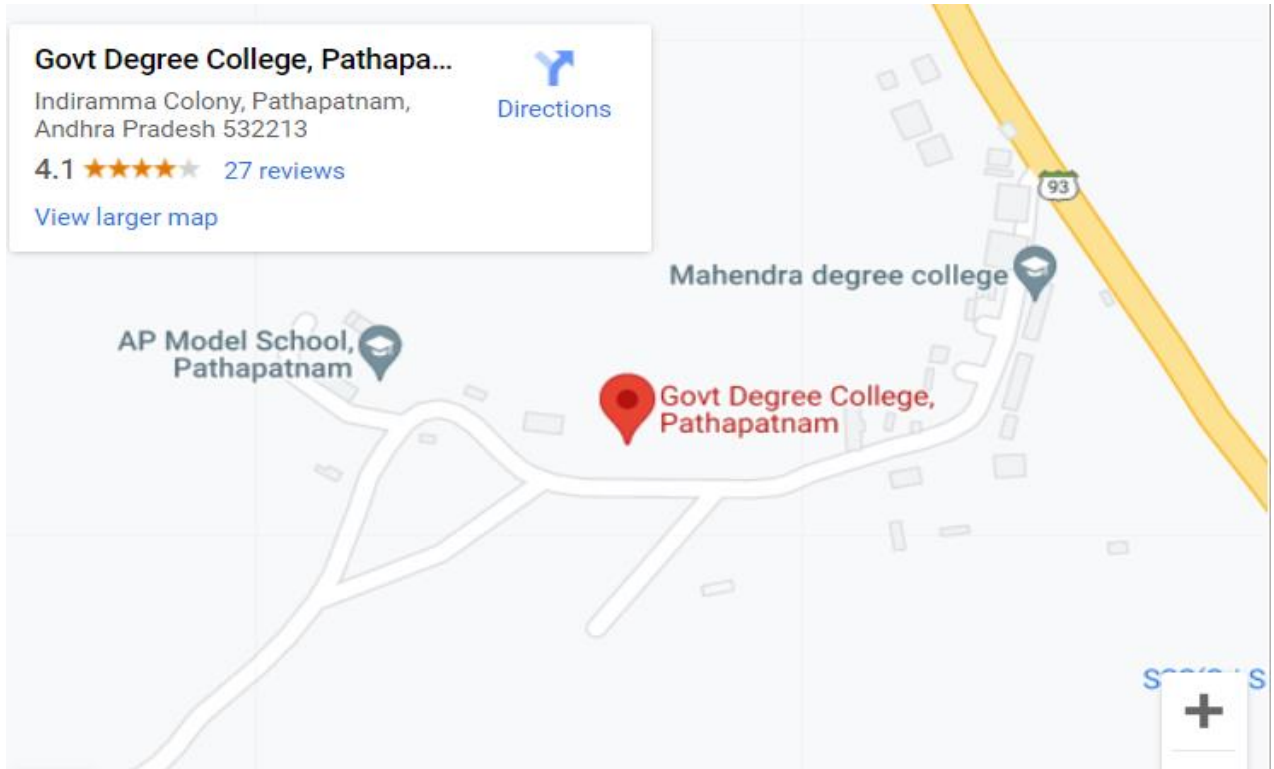 Govt Degree College, Pathapa...
Directions
Indiramma Colony, Pathapatnam,
Andhra Pradesh 532213
4.1
27 reviews
View larger map
93
Mahendra degree college
AP Model School,
Pathapatnam
Govt Degree College,
Pathapatnam